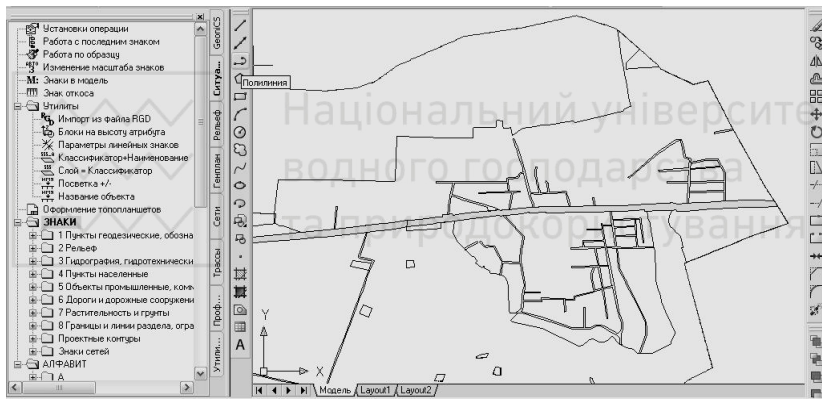 Установки операции
Работа с последним знаком
Работа по образцу
Изменение масштаба знаков
М: Знаки в модель
Знак откоса
Утилиты
Импорт из файла RGD
Блоки на высоту атрибута
Параметры линейных знаков
Классификатор+Наименование
Слой = Классификатор
Посветка +/-
Название объекта
Оформление топопланшетов
ЗНАКИ
1 Пункты геодезические, обозна
2 Рельеф
3 Гидрография, гидротехнически
4 Пункты населенные
5 Объекты промышленные, комм
6 Дороги и дорожные сооружени
7 Растительность и грунты
8 Границы и линии раздела, огра
Проектные контуры
Знаки сетей
АЛФАВИТ
А
GeoniCS
Ситуа...
Рельеф
Генплан
Сети
Трассы
Проф...
Утили...
Полилиния
A
Національний університе
водного господарства
та природокористування
Y
X
Модель
Layout1
Layout2